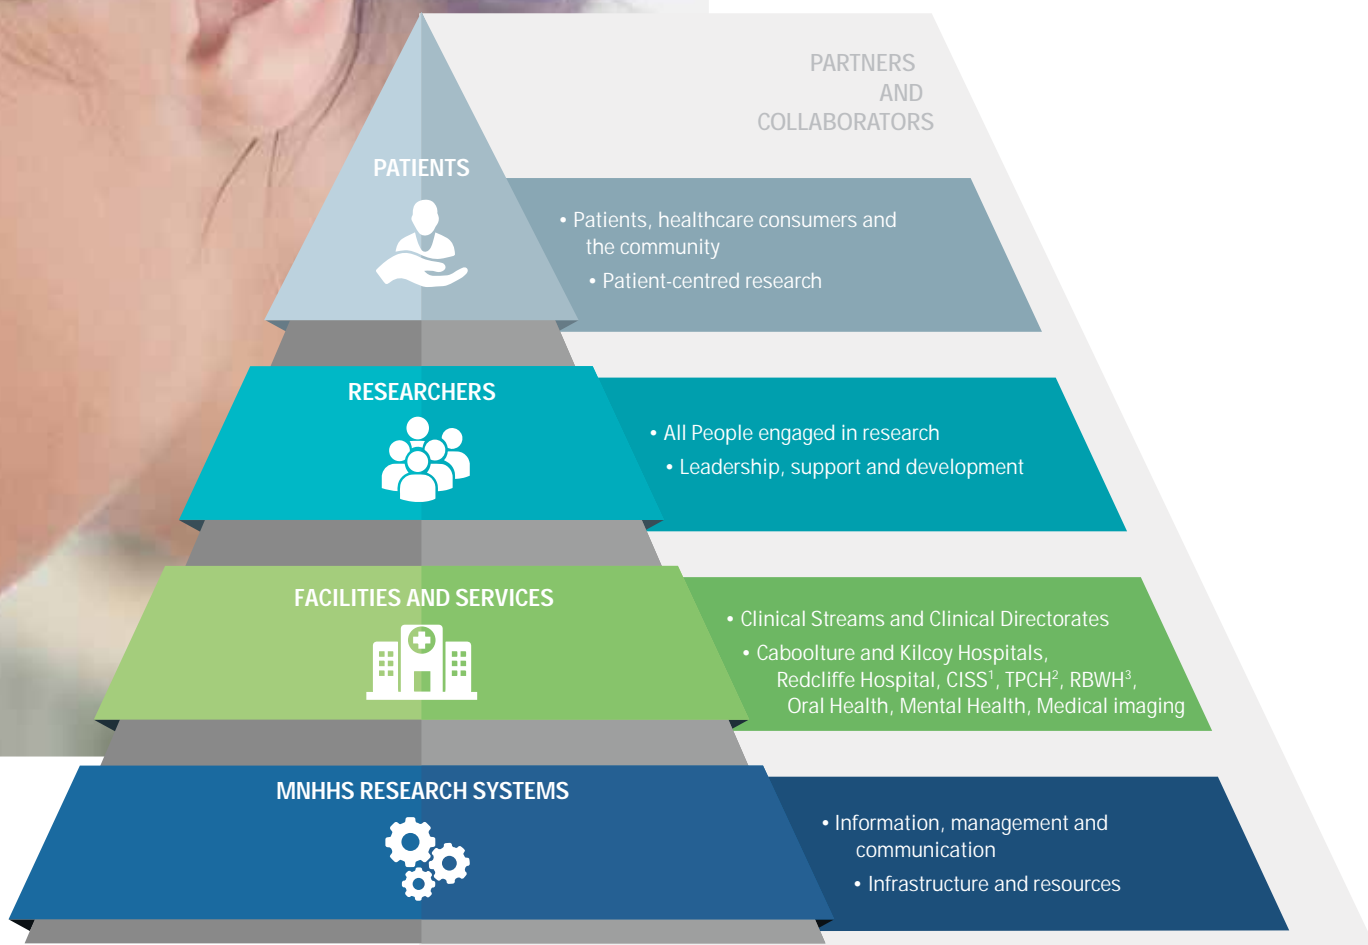 PARTNERS
AND
COLLABORATORS
PATIENTS
• Patients, healthcare consumers and
the community
• Patient-centred research
RESEARCHERS
• All People engaged in research
• Leadership, support and development
FACILITIES AND SERVICES
• Clinical Streams and Clinical Directorates
• Caboolture and Kilcoy Hospitals,
Redcliffe Hospital, CISS¹, TPCH², RBWH³,
Oral Health, Mental Health, Medical imaging
MNHHS RESEARCH SYSTEMS
• Information, management and
communication
• Infrastructure and resources